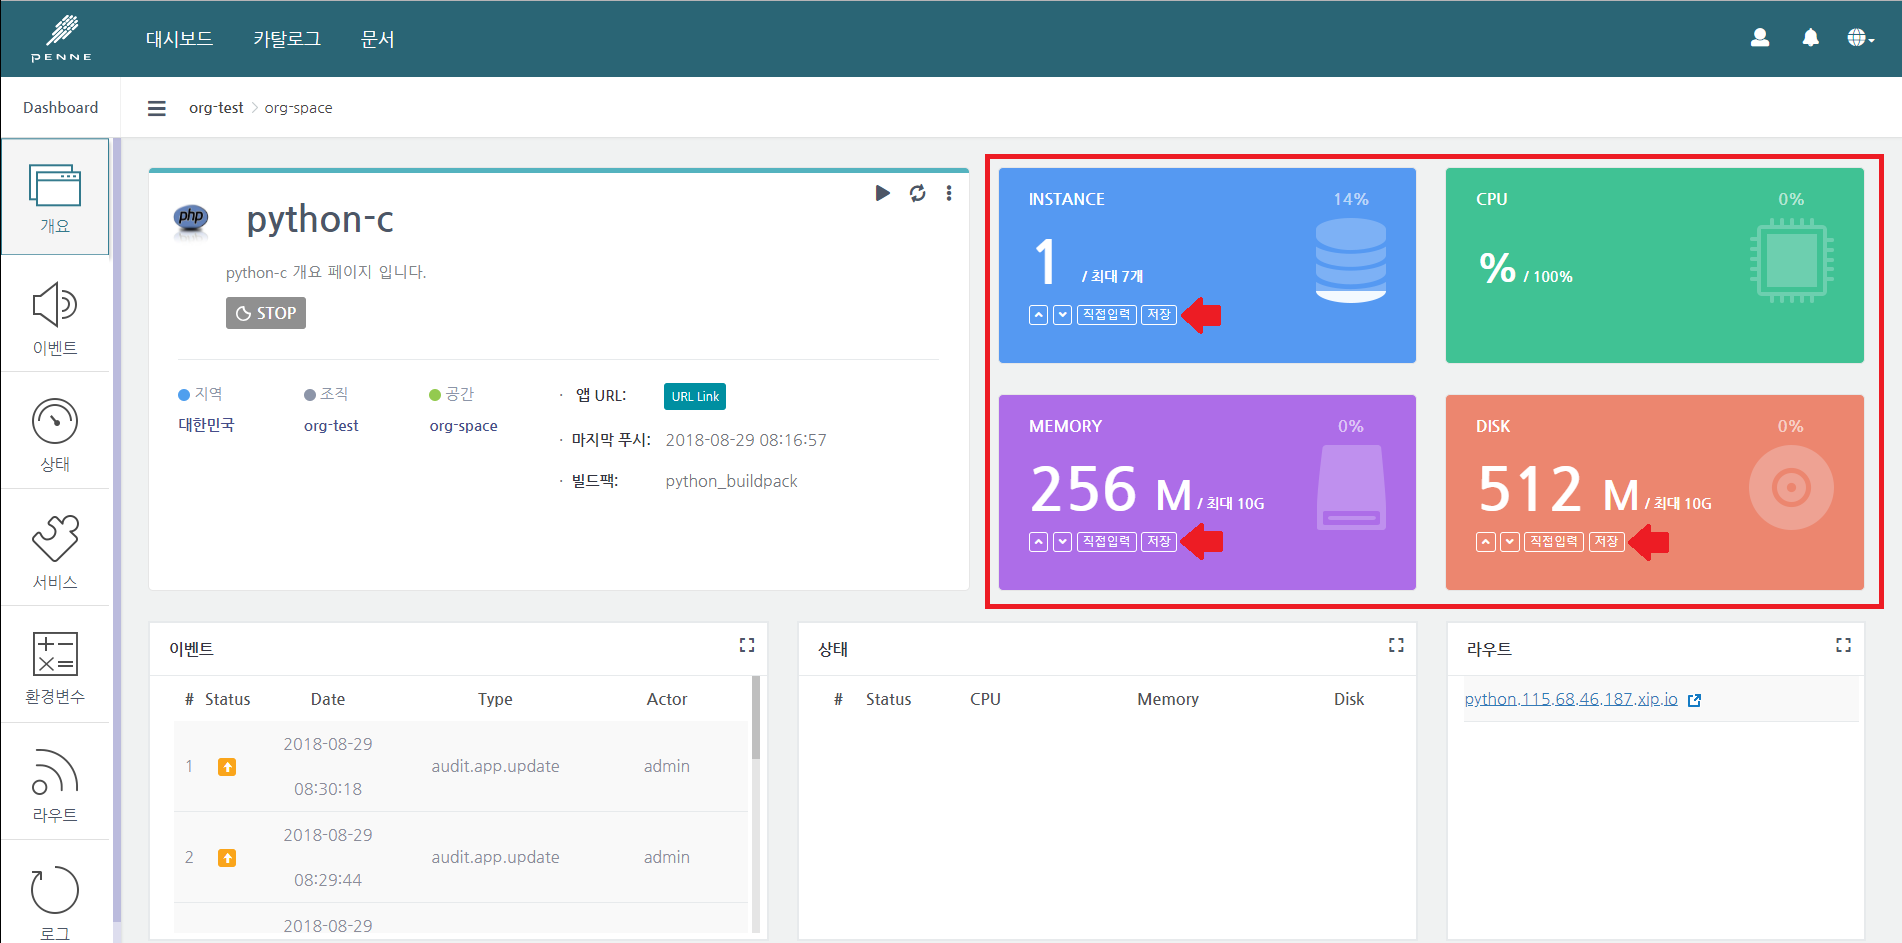 PENNE
대시보드 카탈로그 문서
Dashboard
org-test > org-space
개요
이벤트
상태
서비스
환경변수
라우트
로그
php
python-c
python-c 개요 페이지 입니다.
STOP
지역
대한민국
조직
org-test
공간
org-space
· 앱 URL: URL Link
· 마지막 푸시: 2018-08-29 08:16:57
· 빌드팩: python_buildpack
INSTANCE 14%
1 / 최대 7개
직접입력 저장
CPU 0%
% / 100%
MEMORY 0%
256 M / 최대 10G
직접입력 저장
DISK 0%
512 M / 최대 10G
직접입력 저장
이벤트
# Status Date Type Actor
1 2018-08-29 08:30:18 audit.app.update admin
2 2018-08-29 08:29:44 audit.app.update admin
2018-08-29
상태
# Status CPU Memory Disk
라우트
python.115.68.46.187.xip.io